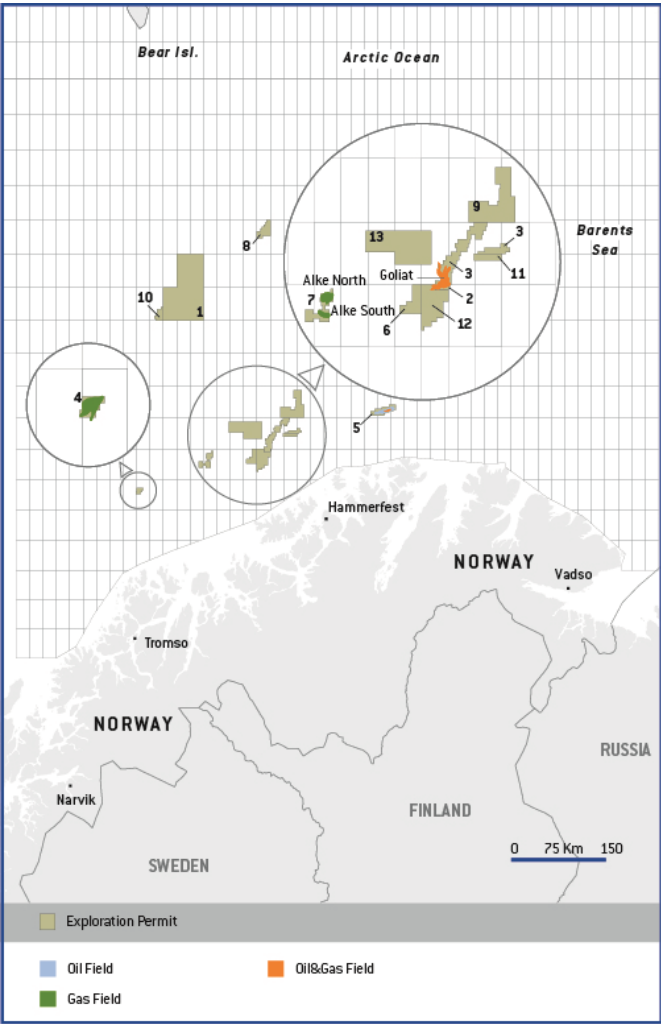 Bear Isl.
Arctic Ocean
9
Barents
Sea
13
3
8
Goliat
3
11
Alke North
10
1
7
Alke South
2
6
12
4
5
Hammerfest
NORWAY
Vadso
Tromso
NORWAY
RUSSIA
Narvik
FINLAND
0 75 Km 150
SWEDEN
Exploration Permit
Oil Field
Oil&Gas Field
Gas Field